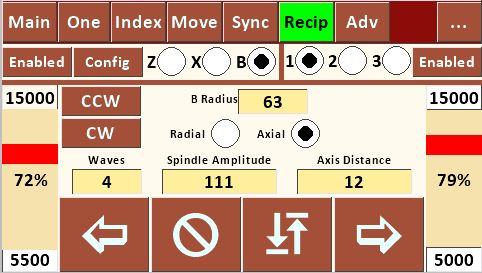 Main One Index Move Sync Recip Adv ...
Enabled Config Z X B 1 2 3 Enabled
15000 CCW B Radius 63 15000
CW Radial Axial
Waves Spindle Amplitude Axis Distance
72% 4 111 12 79%
5500 5000